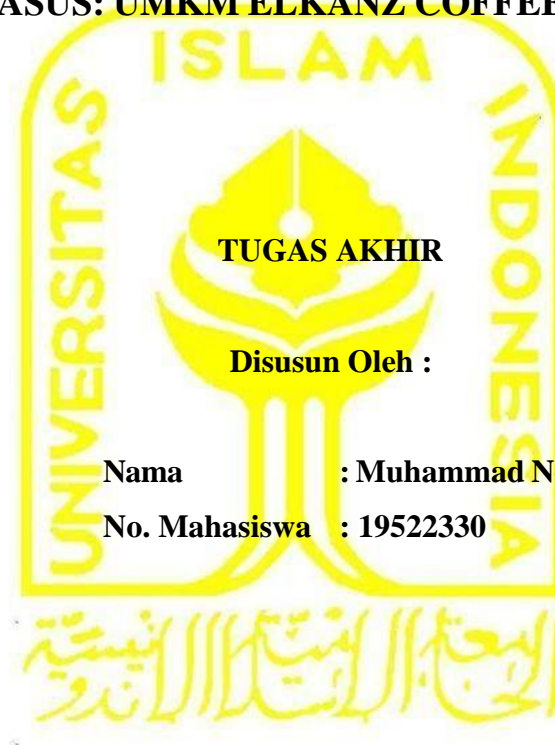 ASUS: UMKM ELKANZ COFFEE
ISLAM
UNIVERSITAS
INDONESIA
TUGAS AKHIR
Disusun Oleh :
Nama : Muhammad N
No. Mahasiswa : 19522330